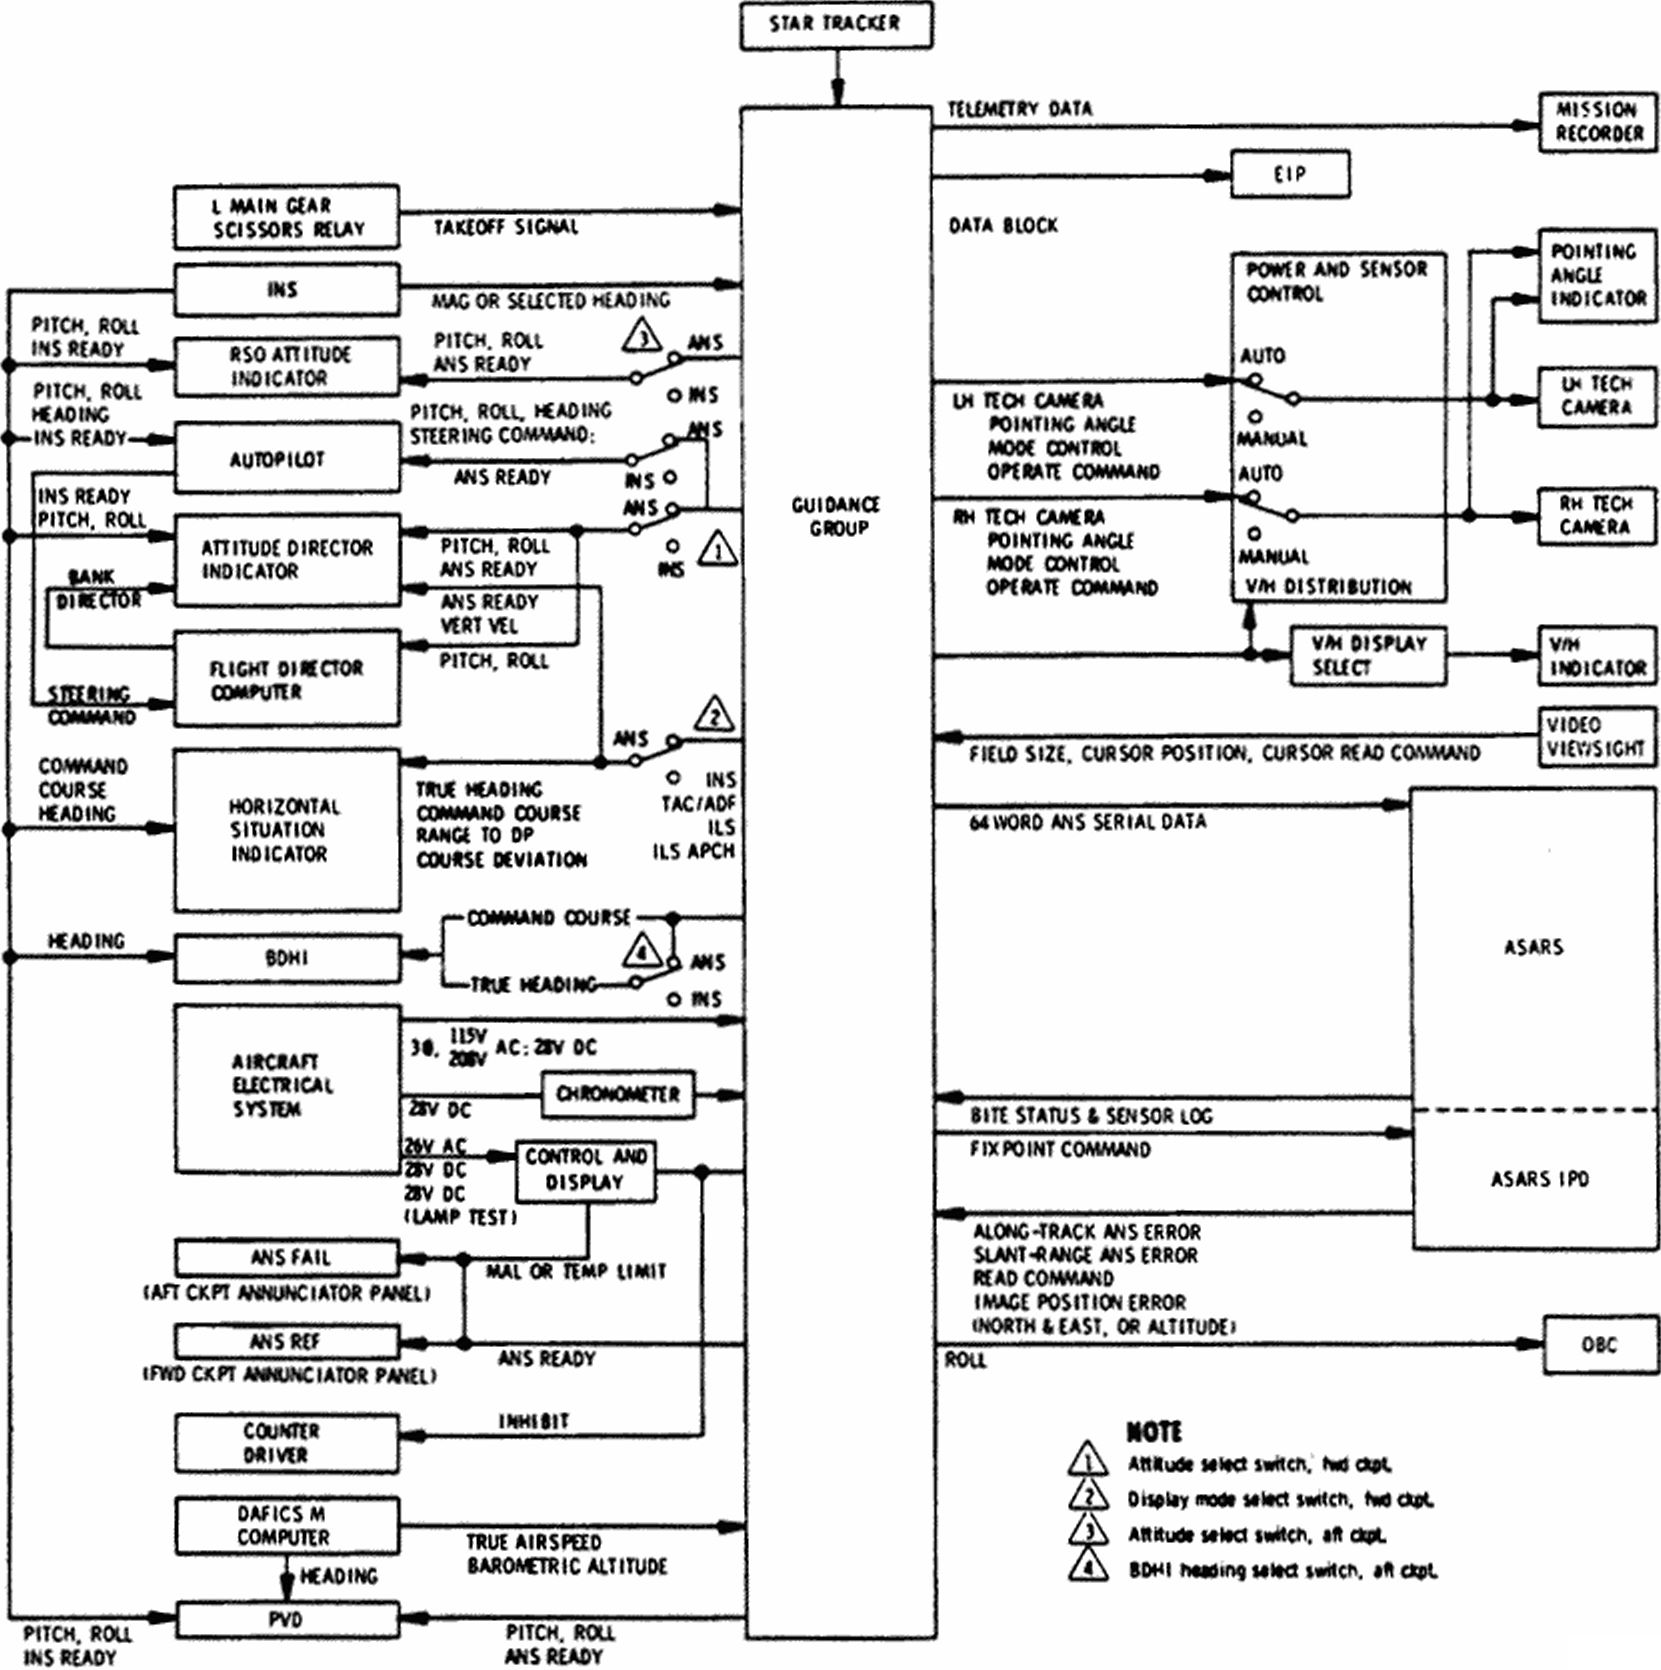 STAR TRACKER
TELEMETRY DATA
MISSION
RECORDER
EIP
DATA BLOCK
L MAIN GEAR
SCISSORS RELAY
TAKEOFF SIGNAL
INS
MAG OR SELECTED HEADING
PITCH, ROLL
INS READY
RSO ATTITUDE
INDICATOR
PITCH, ROLL
ANS READY
3
ANS
INS
PITCH, ROLL
HEADING
INS READY
AUTOPILOT
PITCH, ROLL, HEADING
STEERING COMMAND:
ANS READY
ANS
INS
INS READY
PITCH, ROLL
ATTITUDE DIRECTOR
INDICATOR
PITCH, ROLL
ANS READY
ANS
INS
1
BANK
DIRECTOR
ANS READY
VERT VEL
FLIGHT DIRECTOR
COMPUTER
PITCH, ROLL
STEERING
COMMAND
COMMAND
COURSE
HEADING
HORIZONTAL
SITUATION
INDICATOR
TRUE HEADING
COMMAND COURSE
RANGE TO DP
COURSE DEVIATION
2
ANS
INS
TAC/ADF
ILS
ILS APCH
HEADING
BDHI
COMMAND COURSE
TRUE HEADING
4
ANS
INS
AIRCRAFT
ELECTRICAL
SYSTEM
3Ø, 115V
208V AC: 28V DC
28V DC
CHRONOMETER
26V AC
28V DC
28V DC
(LAMP TEST)
CONTROL AND
DISPLAY
ANS FAIL
(AFT CKPT ANNUNCIATOR PANEL)
MAL OR TEMP LIMIT
ANS REF
(FWD CKPT ANNUNCIATOR PANEL)
ANS READY
COUNTER
DRIVER
INHIBIT
DAFICS M
COMPUTER
TRUE AIRSPEED
BAROMETRIC ALTITUDE
HEADING
PVD
PITCH, ROLL
INS READY
PITCH, ROLL
ANS READY
GUIDANCE
GROUP
POWER AND SENSOR
CONTROL
AUTO
MANUAL
AUTO
MANUAL
V/H DISTRIBUTION
POINTING
ANGLE
INDICATOR
LH TECH CAMERA
POINTING ANGLE
MODE CONTROL
OPERATE COMMAND
LH TECH
CAMERA
RH TECH CAMERA
POINTING ANGLE
MODE CONTROL
OPERATE COMMAND
RH TECH
CAMERA
V/H DISPLAY
SELECT
V/H
INDICATOR
VIDEO
VIEWSIGHT
FIELD SIZE, CURSOR POSITION, CURSOR READ COMMAND
64 WORD ANS SERIAL DATA
ASARS
BITE STATUS & SENSOR LOG
FIXPOINT COMMAND
ASARS IPD
ALONG-TRACK ANS ERROR
SLANT-RANGE ANS ERROR
READ COMMAND
IMAGE POSITION ERROR
(NORTH & EAST, OR ALTITUDE)
ROLL
OBC
NOTE
1 Attitude select switch, fwd ckpt.
2 Display mode select switch, fwd ckpt.
3 Attitude select switch, aft ckpt.
4 BDHI heading select switch, aft ckpt.